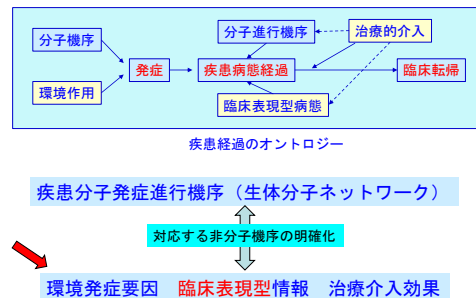 分子機序
分子進行機序
治療的介入
発症
疾患病態経過
臨床転帰
環境作用
臨床表現型病態
疾患経過のオントロジー
疾患分子発症進行機序（生体分子ネットワーク）
対応する非分子機序の明確化
環境発症要因　臨床表現型情報　治療介入効果